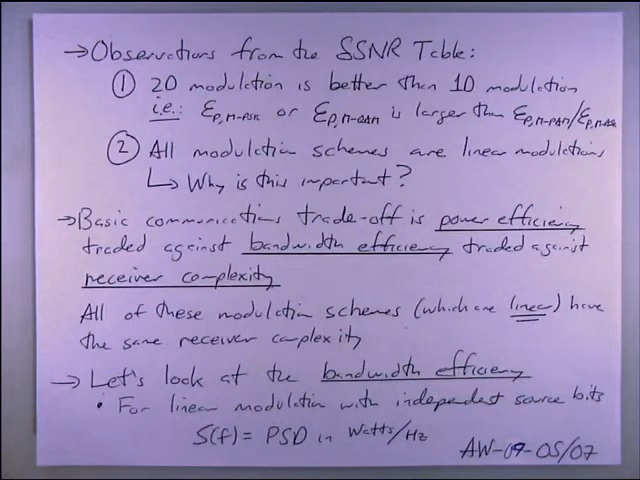 → Observations from the SSNR Table:
① 2D modulation is better than 1D modulation
i.e.: εP,M-PSK or εP,M-QAM is larger than εP,M-PAM/εP,M-ASK
② All modulation schemes are linear modulations
↳ Why is this important?
→ Basic communications trade-off is power efficiency
traded against bandwidth efficiency traded against
receiver complexity
All of these modulation schemes (which are linear) have
the same receiver complexity
→ Let's look at the bandwidth efficiency
• For linear modulation with independent source bits
S(f) = PSD in Watts/Hz
AW-09-05/07